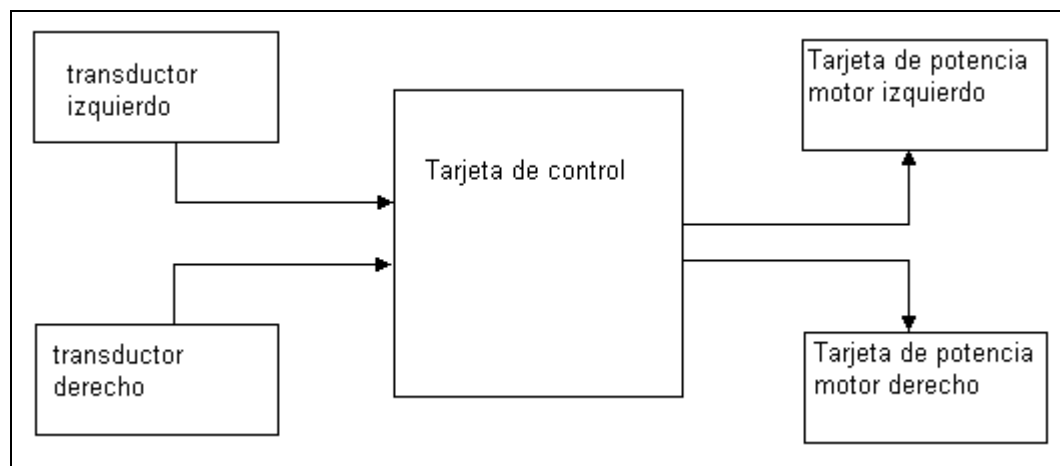 transductor
izquierdo
Tarjeta de potencia
motor izquierdo
Tarjeta de control
transductor
derecho
Tarjeta de potencia
motor derecho